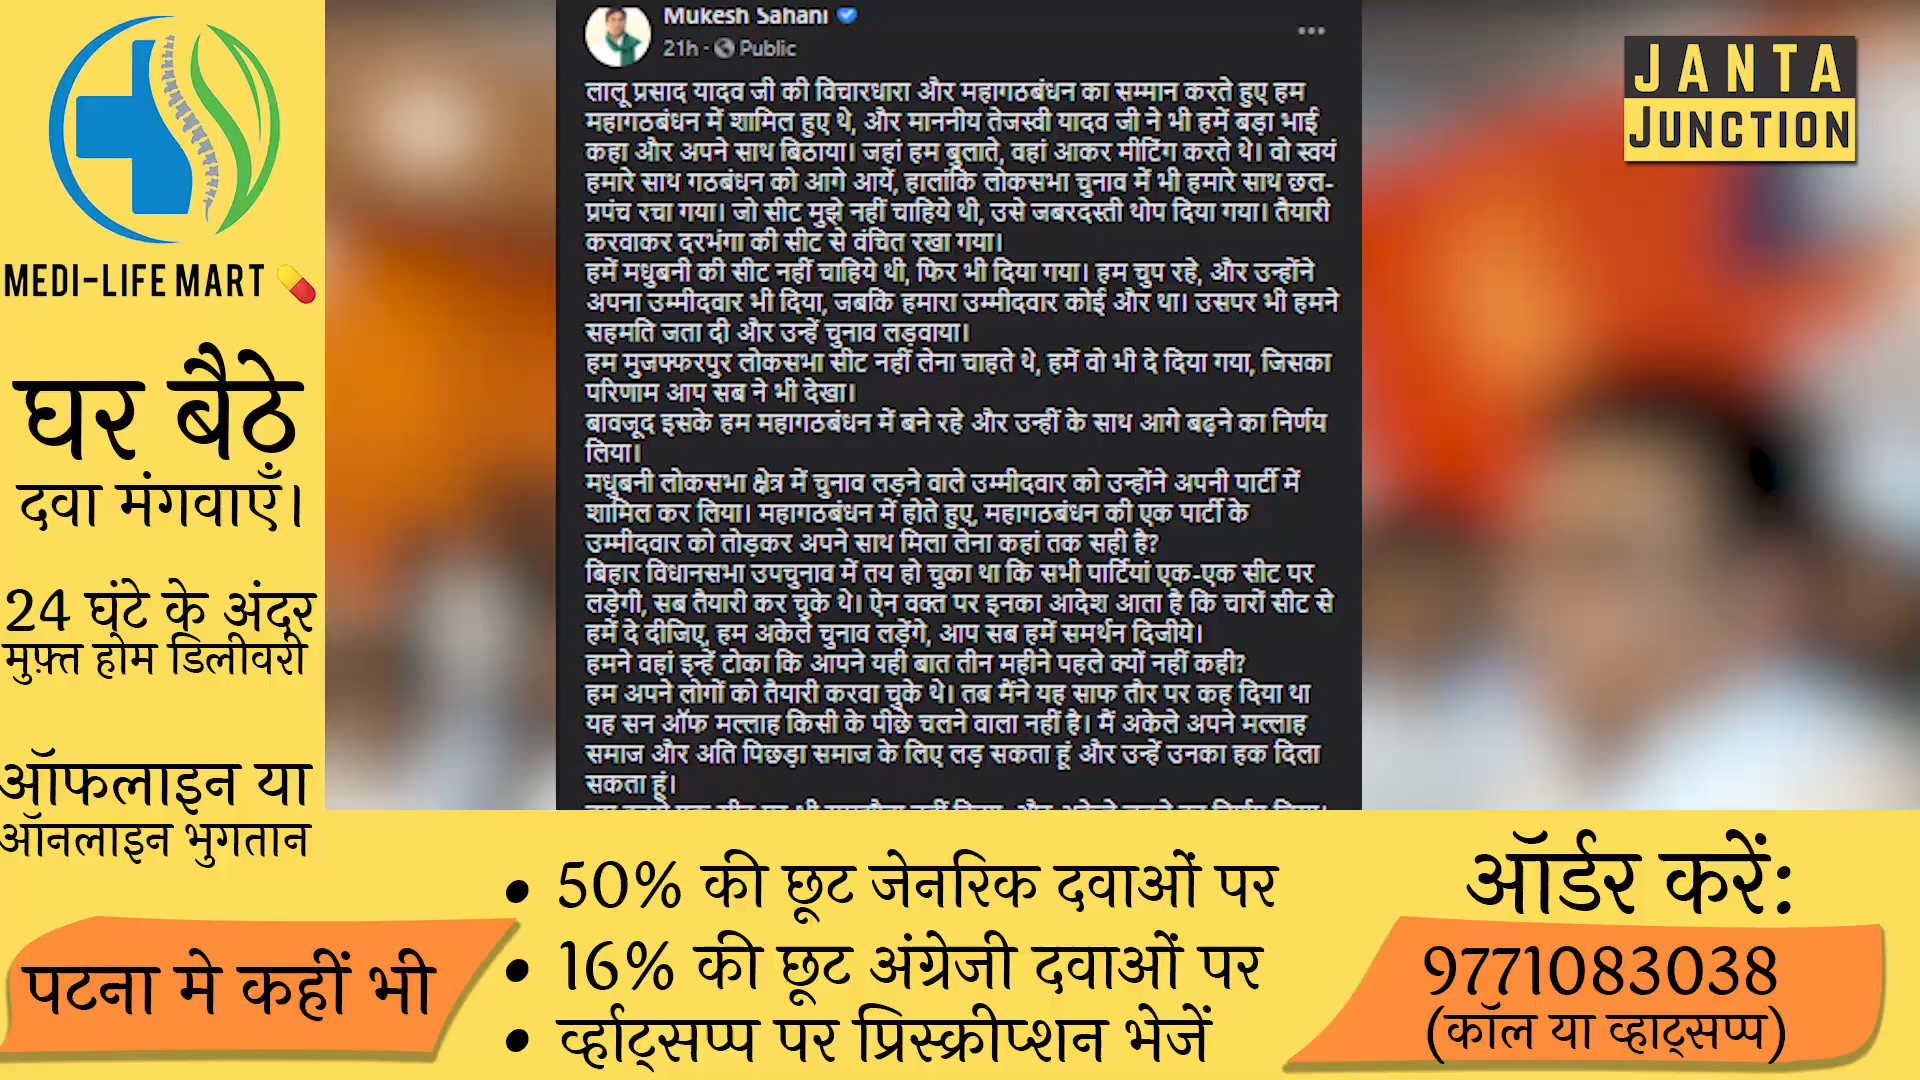 MEDI-LIFE MART
घर बैठे
दवा मंगवाएँ।
24 घंटे के अंदर
मुफ़्त होम डिलीवरी
ऑफलाइन या
ऑनलाइन भुगतान
Mukesh Sahani
21h · Public
लालू प्रसाद यादव जी की विचारधारा और महागठबंधन का सम्मान करते हुए हम
महागठबंधन में शामिल हुए थे, और माननीय तेजस्वी यादव जी ने भी हमें बड़ा भाई
कहा और अपने साथ बिठाया। जहां हम बुलाते, वहां आकर मीटिंग करते थे। वो स्वयं
हमारे साथ गठबंधन को आगे आयें, हालांकि लोकसभा चुनाव में भी हमारे साथ छल-
प्रपंच रचा गया। जो सीट मुझे नहीं चाहिये थी, उसे जबरदस्ती थोप दिया गया। तैयारी
करवाकर दरभंगा की सीट से वंचित रखा गया।
हमें मधुबनी की सीट नहीं चाहिये थी, फिर भी दिया गया। हम चुप रहे, और उन्होंने
अपना उम्मीदवार भी दिया, जबकि हमारा उम्मीदवार कोई और था। उसपर भी हमने
सहमति जता दी और उन्हें चुनाव लड़वाया।
हम मुजफ्फरपुर लोकसभा सीट नहीं लेना चाहते थे, हमें वो भी दे दिया गया, जिसका
परिणाम आप सब ने भी देखा।
बावजूद इसके हम महागठबंधन में बने रहे और उन्हीं के साथ आगे बढ़ने का निर्णय
लिया।
मधुबनी लोकसभा क्षेत्र में चुनाव लड़ने वाले उम्मीदवार को उन्होंने अपनी पार्टी में
शामिल कर लिया। महागठबंधन में होते हुए, महागठबंधन की एक पार्टी के
उम्मीदवार को तोड़कर अपने साथ मिला लेना कहां तक सही है?
बिहार विधानसभा उपचुनाव में तय हो चुका था कि सभी पार्टियां एक-एक सीट पर
लड़ेगी, सब तैयारी कर चुके थे। ऐन वक्त पर इनका आदेश आता है कि चारों सीट से
हमें दे दीजिए, हम अकेले चुनाव लड़ेंगे, आप सब हमें समर्थन दिजीये।
हमने वहां इन्हें टोका कि आपने यही बात तीन महीने पहले क्यों नहीं कही?
हम अपने लोगों को तैयारी करवा चुके थे। तब मैंने यह साफ तौर पर कह दिया था
यह सन ऑफ मल्लाह किसी के पीछे चलने वाला नहीं है। मैं अकेले अपने मल्लाह
समाज और अति पिछड़ा समाज के लिए लड़ सकता हूं और उन्हें उनका हक दिला
सकता हूं।
JANTA
JUNCTION
पटना मे कहीं भी
• 50% की छूट जेनरिक दवाओं पर
• 16% की छूट अंग्रेजी दवाओं पर
• व्हाट्सप्प पर प्रिस्क्रीप्शन भेजें
ऑर्डर करें:
9771083038
(कॉल या व्हाट्सप्प)